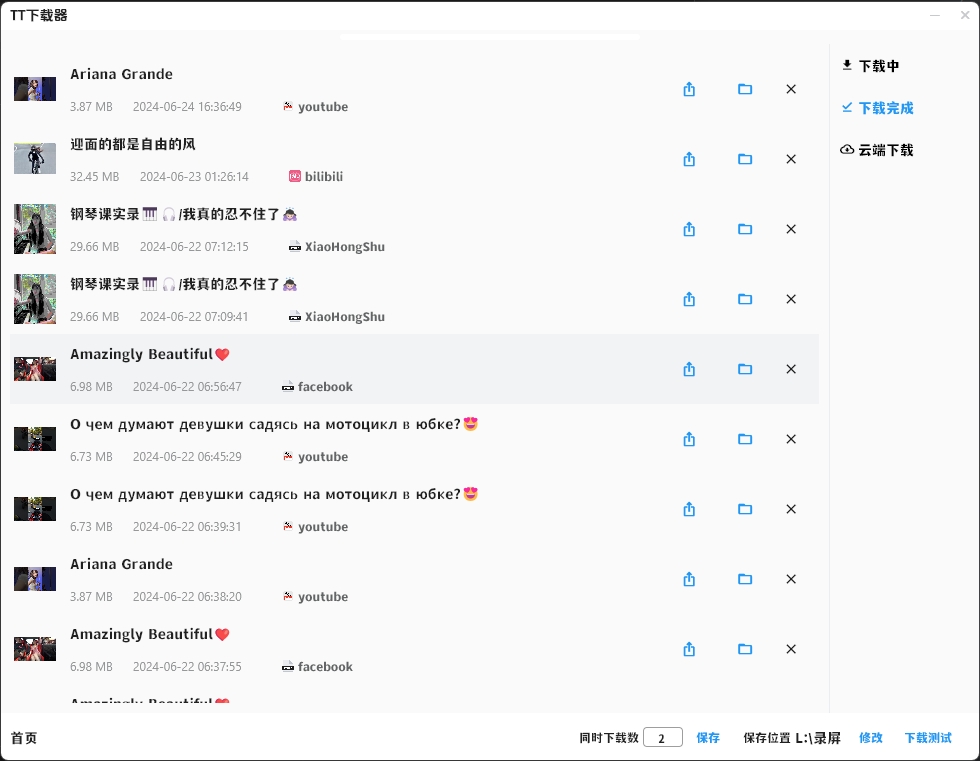 TT下载器
Ariana Grande
3.87 MB 2024-06-24 16:36:49 youtube
迎面的都是自由的风
32.45 MB 2024-06-23 01:26:14 bilibili
钢琴课实录🎹🎧/我真的忍不住了🙇🏻‍♀️
29.66 MB 2024-06-22 07:12:15 XiaoHongShu
钢琴课实录🎹🎧/我真的忍不住了🙇🏻‍♀️
29.66 MB 2024-06-22 07:09:41 XiaoHongShu
Amazingly Beautiful❤️
6.98 MB 2024-06-22 06:56:47 facebook
О чем думают девушки садясь на мотоцикл в юбке?😍
6.73 MB 2024-06-22 06:45:29 youtube
О чем думают девушки садясь на мотоцикл в юбке?😍
6.73 MB 2024-06-22 06:39:31 youtube
Ariana Grande
3.87 MB 2024-06-22 06:38:20 youtube
Amazingly Beautiful❤️
6.98 MB 2024-06-22 06:37:55 facebook
Amazingly Beautiful❤️
下载中
下载完成
云端下载
首页 同时下载数 2 保存 保存位置 L:\录屏 修改 下载测试